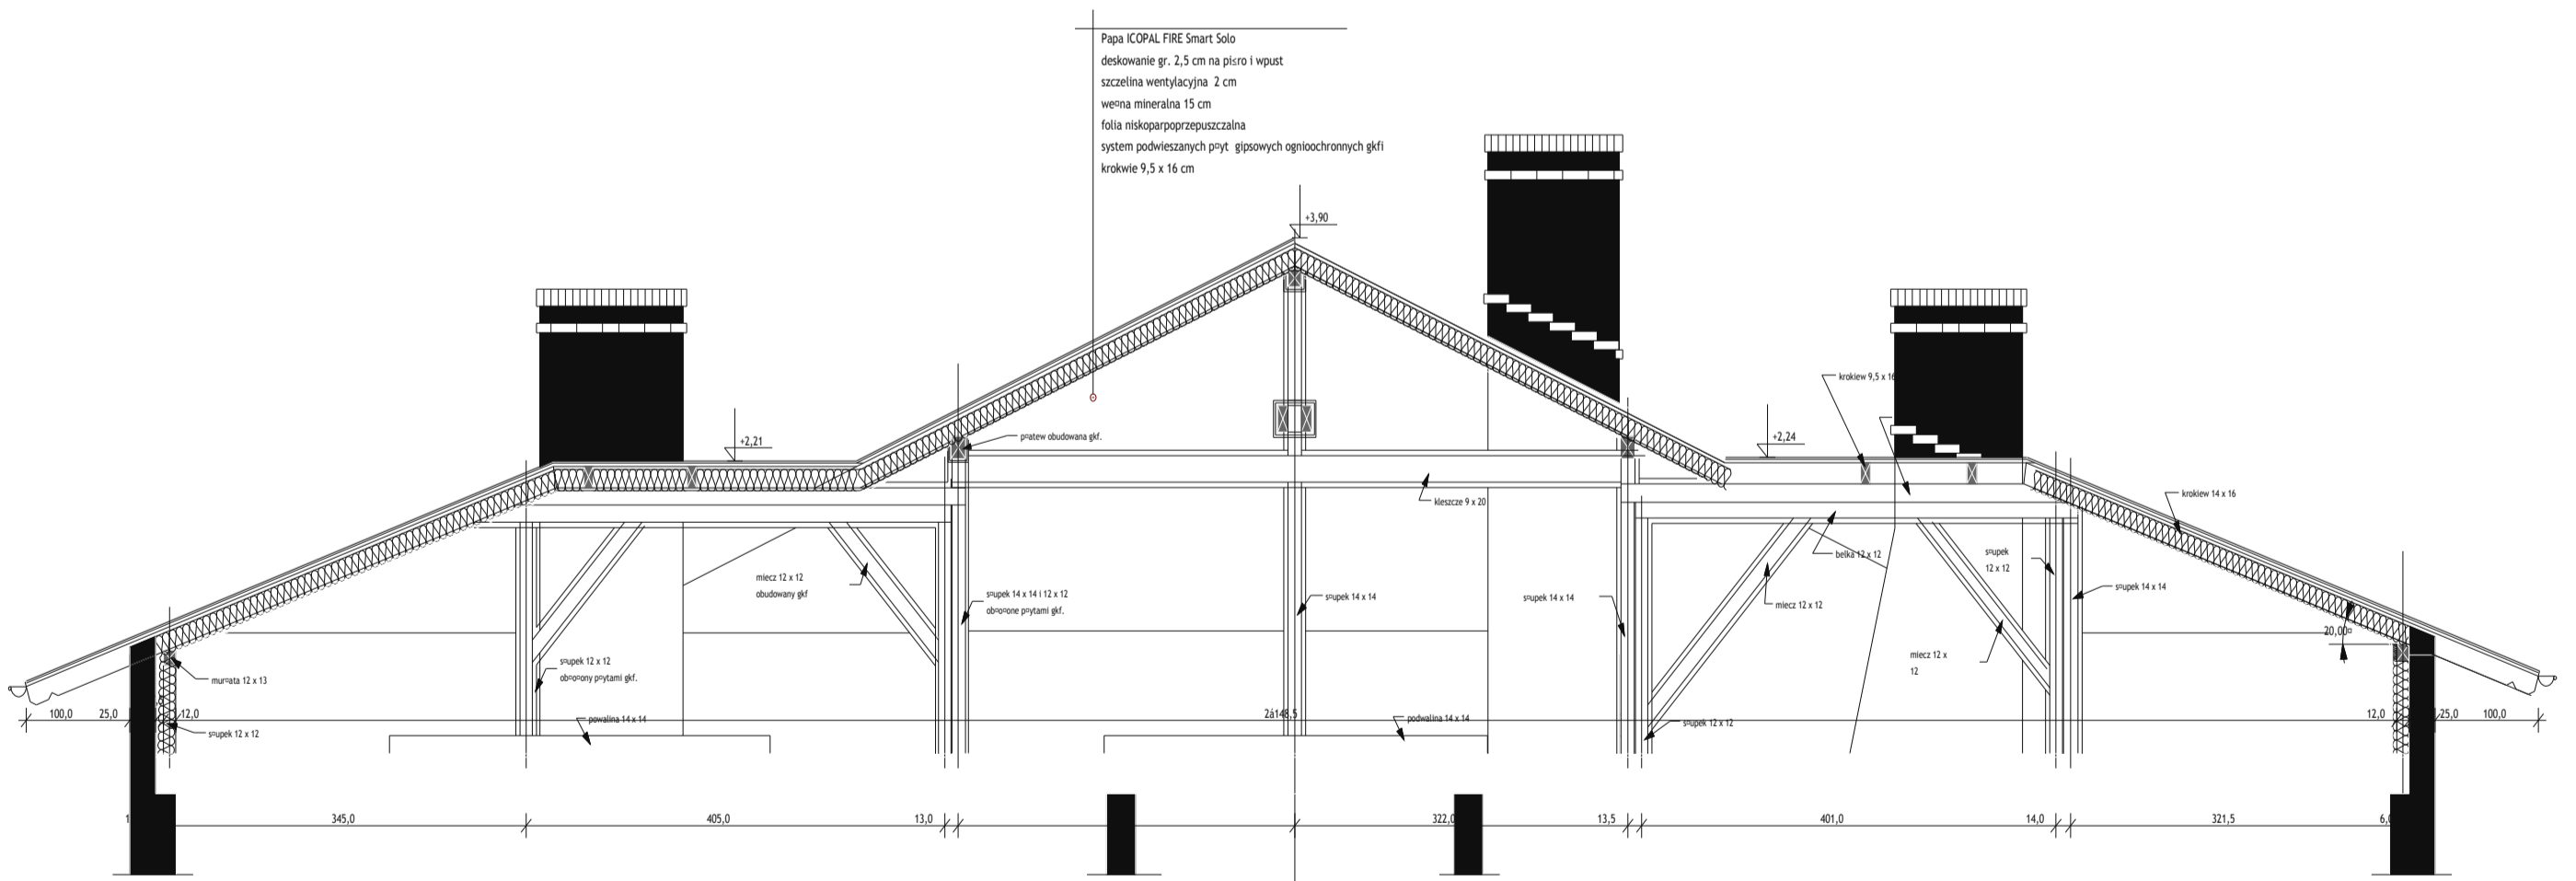 Papa ICOPAL FIRE Smart Solo
deskowanie gr. 2,5 cm na pi≤ro i wpust
szczelina wentylacyjna 2 cm
we¤na mineralna 15 cm
folia niskoparpoprzepuszczalna
system podwieszanych p¤yt gipsowych ognioochronnych gkfi
krokwie 9,5 x 16 cm
+3,90
+2,21
+2,24
krokiew 9,5 x 16
p¤atew obudowana gkf.
kleszcze 9 x 20
krokiew 14 x 16
belka 12 x 12
s¤upek
12 x 12
miecz 12 x 12
obudowany gkf
s¤upek 14 x 14 i 12 x 12
ob¤o¤one p¤ytami gkf.
s¤upek 14 x 14
s¤upek 14 x 14
miecz 12 x 12
s¤upek 14 x 14
20,00¤
s¤upek 12 x 12
ob¤o¤ony p¤ytami gkf.
miecz 12 x
12
mur¤ata 12 x 13
100,0 25,0 12,0 2á148,5 12,0 25,0 100,0
powalina 14 x 14
podwalina 14 x 14
s¤upek 12 x 12
s¤upek 12 x 12
345,0 405,0 13,0 322,0 13,5 401,0 14,0 321,5